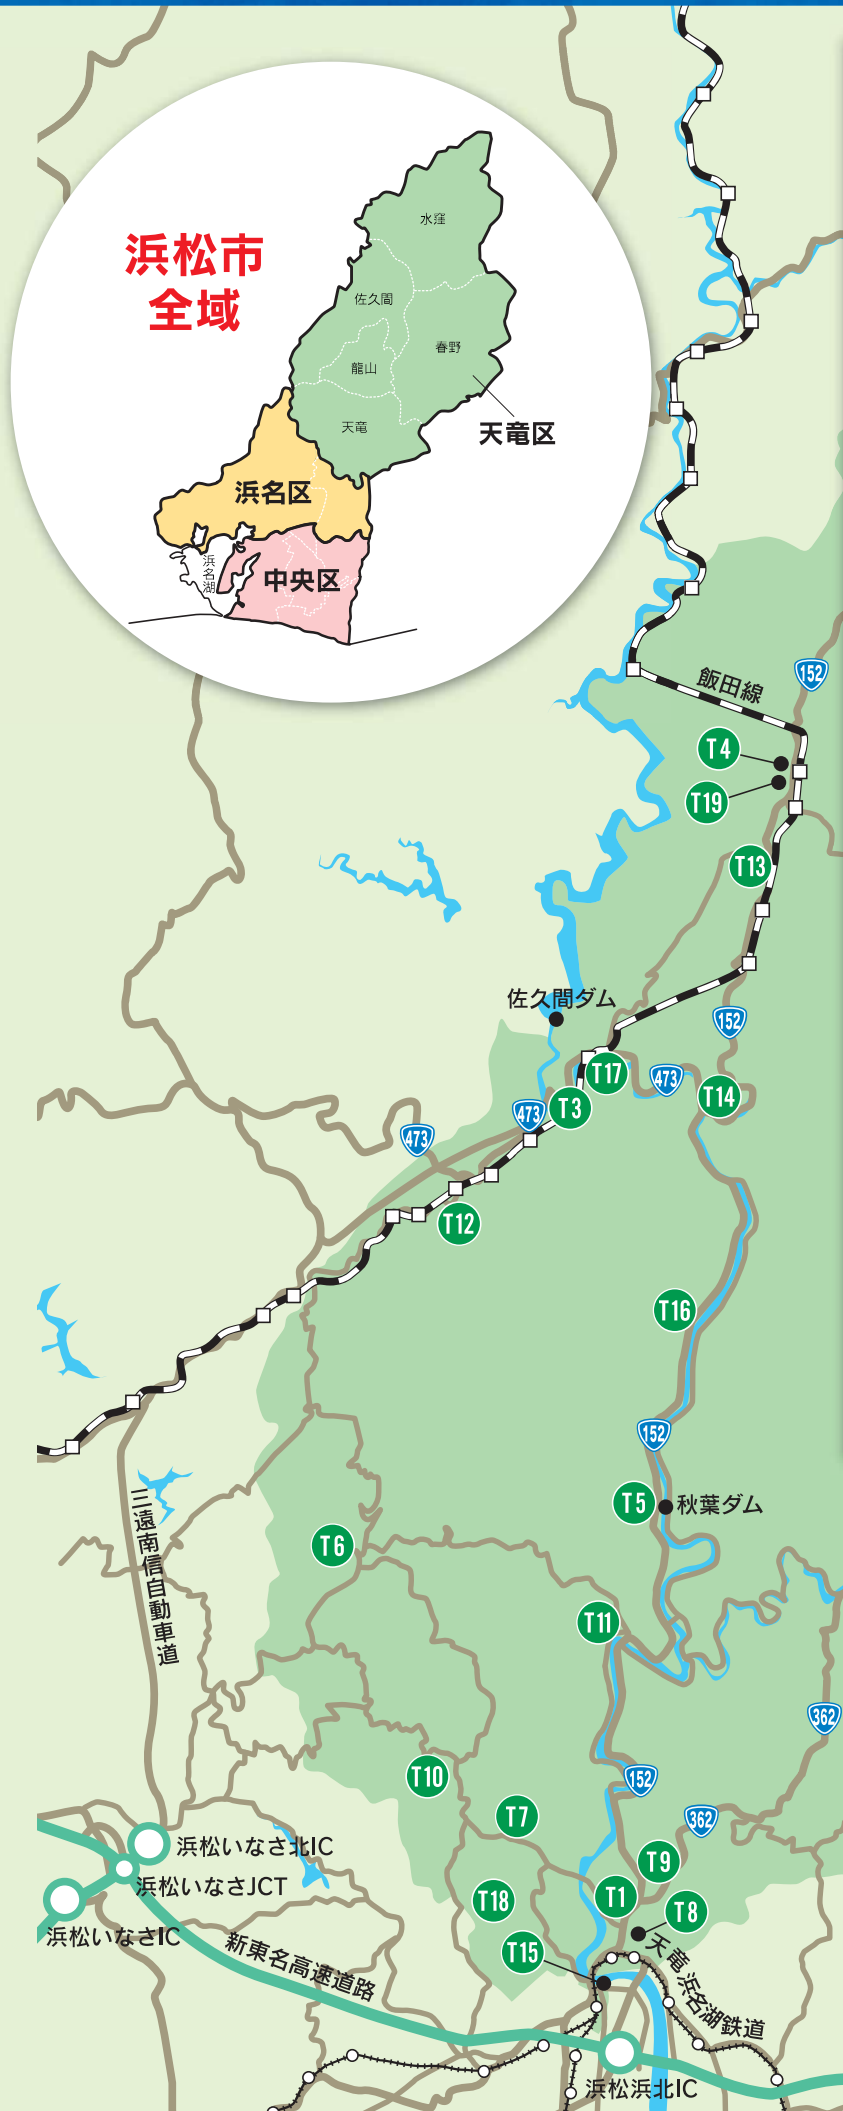 浜松市
全域
水窪
佐久間
春野
龍山
天竜
天竜区
浜名区
浜名湖
中央区
飯田線
152
T4
T19
T13
佐久間ダム
152
T17
473
T14
T3
473
473
T12
T16
152
T5
秋葉ダム
三遠南信自動車道
T6
T11
362
T10
152
T7
362
浜松いなさ北IC
T9
浜松いなさJCT
T18
T1
T8
浜松いなさIC
新東名高速道路
T15
天竜浜名湖鉄道
浜松浜北IC